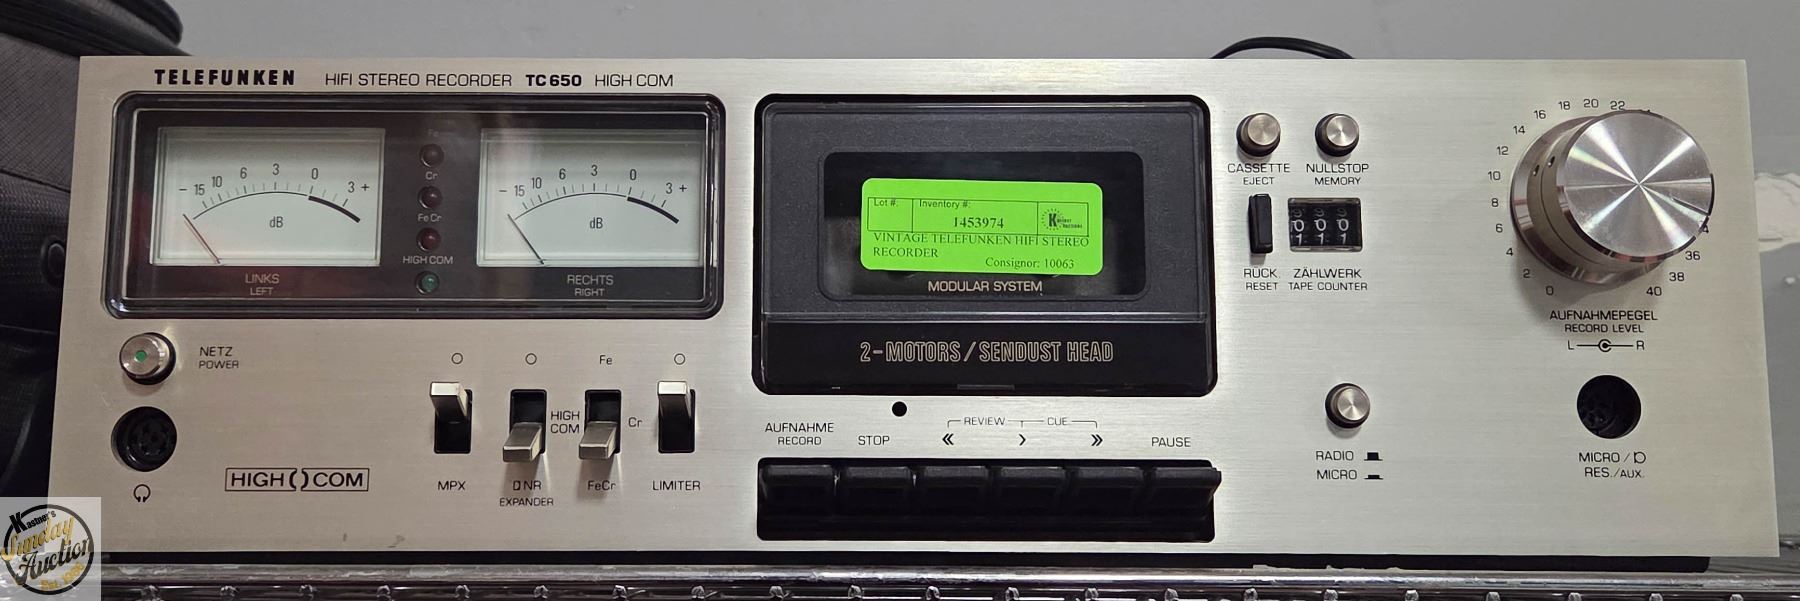 TELEFUNKEN HIFI STEREO RECORDER TC 650 HIGH COM
- 15 10 6 3 0 3 +
dB
LINKS
LEFT
Fe
Cr
FeCr
HIGH COM
- 15 10 6 3 0 3 +
dB
RECHTS
RIGHT
Lot #:
Inventory #:
1453974
Kastner
Auctions
VINTAGE TELEFUNKEN HIFI STEREO
RECORDER
Consignor: 10063
MODULAR SYSTEM
2-MOTORS/SENDUST HEAD
CASSETTE
EJECT
NULLSTOP
MEMORY
RÜCK.
RESET
ZÄHLWERK
TAPE COUNTER
0 2 4 6 8 10 12 14 16 18 20 22
36 38 40
AUFNAHMEPEGEL
RECORD LEVEL
L R
NETZ
POWER
HIGH COM
MPX
HIGH
COM
NR
EXPANDER
Fe
Cr
FeCr
LIMITER
AUFNAHME
RECORD
STOP
REVIEW
CUE
PAUSE
RADIO
MICRO
MICRO/
RES./AUX.
Kastner's
Sunday
Auction